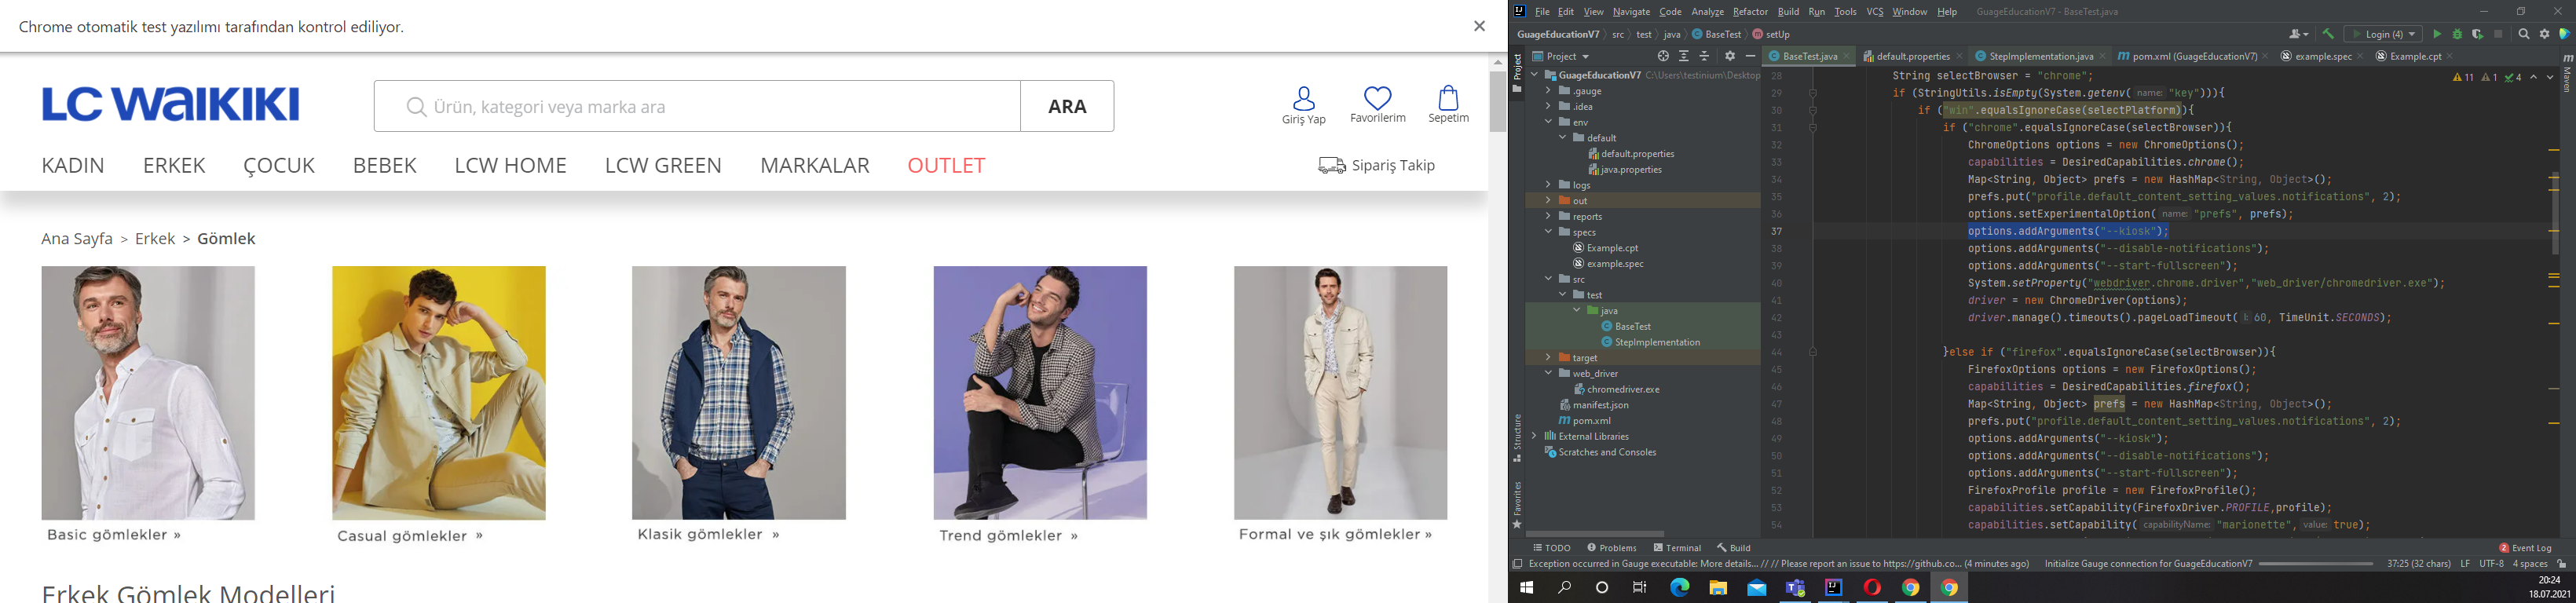 Chrome otomatik test yazılımı tarafından kontrol ediliyor.
LC WAIKIKI
Ürün, kategori veya marka ara
ARA
Giriş Yap
Favorilerim
Sepetim
KADIN ERKEK ÇOCUK BEBEK LCW HOME LCW GREEN MARKALAR OUTLET
Sipariş Takip
Ana Sayfa > Erkek > Gömlek
Basic gömlekler »
Casual gömlekler »
Klasik gömlekler »
Trend gömlekler »
Formal ve şık gömlekler »
Erkek Gömlek Modelleri
File Edit View Navigate Code Analyze Refactor Build Run Tools VCS Window Help GuageEducationV7 - BaseTest.java
GuageEducationV7 > src > test > java > BaseTest > setUp
Login (4)
Project
BaseTest.java
default.properties
StepImplementation.java
pom.xml (GuageEducationV7)
example.spec
Example.cpt
Project
Structure
Favorites
Maven
GuageEducationV7 C:\Users\testinium\Desktop
.gauge
.idea
env
default
default.properties
java.properties
logs
out
reports
specs
Example.cpt
example.spec
src
test
java
BaseTest
StepImplementation
target
web_driver
chromedriver.exe
manifest.json
pom.xml
External Libraries
Scratches and Consoles
11 1 4
28 String selectBrowser = "chrome";
29 if (StringUtils.isEmpty(System.getenv( name: "key"))){
30 if ("win".equalsIgnoreCase(selectPlatform)){
31 if ("chrome".equalsIgnoreCase(selectBrowser)){
32 ChromeOptions options = new ChromeOptions();
33 capabilities = DesiredCapabilities.chrome();
34 Map<String, Object> prefs = new HashMap<String, Object>();
35 prefs.put("profile.default_content_setting_values.notifications", 2);
36 options.setExperimentalOption( name: "prefs", prefs);
37 options.addArguments("--kiosk");
38 options.addArguments("--disable-notifications");
39 options.addArguments("--start-fullscreen");
40 System.setProperty("webdriver.chrome.driver","web_driver/chromedriver.exe");
41 driver = new ChromeDriver(options);
42 driver.manage().timeouts().pageLoadTimeout( l: 60, TimeUnit.SECONDS);
43
44 }else if ("firefox".equalsIgnoreCase(selectBrowser)){
45 FirefoxOptions options = new FirefoxOptions();
46 capabilities = DesiredCapabilities.firefox();
47 Map<String, Object> prefs = new HashMap<String, Object>();
48 prefs.put("profile.default_content_setting_values.notifications", 2);
49 options.addArguments("--kiosk");
50 options.addArguments("--disable-notifications");
51 options.addArguments("--start-fullscreen");
52 FirefoxProfile profile = new FirefoxProfile();
53 capabilities.setCapability(FirefoxDriver.PROFILE,profile);
54 capabilities.setCapability( capabilityName: "marionette", value: true);
TODO Problems Terminal Build
2 Event Log
Exception occurred in Gauge executable: More details... // // Please report an issue to https://github.co... (4 minutes ago)
Initialize Gauge connection for GuageEducationV7
37:25 (32 chars) LF UTF-8 4 spaces
20:24
18.07.2021